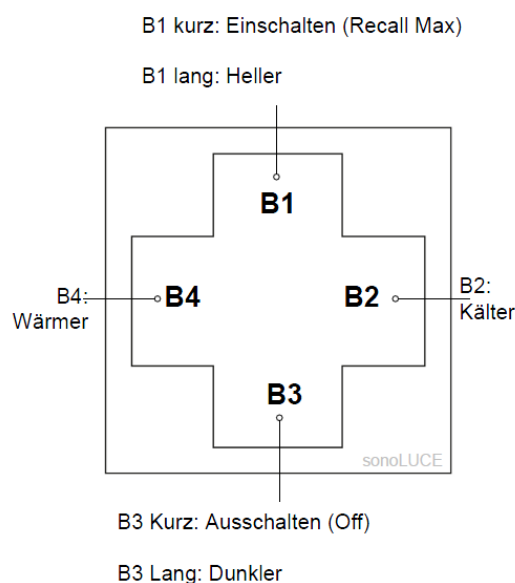 B1 kurz: Einschalten (Recall Max)
B1 lang: Heller
B1
B4:
Wärmer
B4
B2
B2:
Kälter
B3
sonoLUCE
B3 Kurz: Ausschalten (Off)
B3 Lang: Dunkler